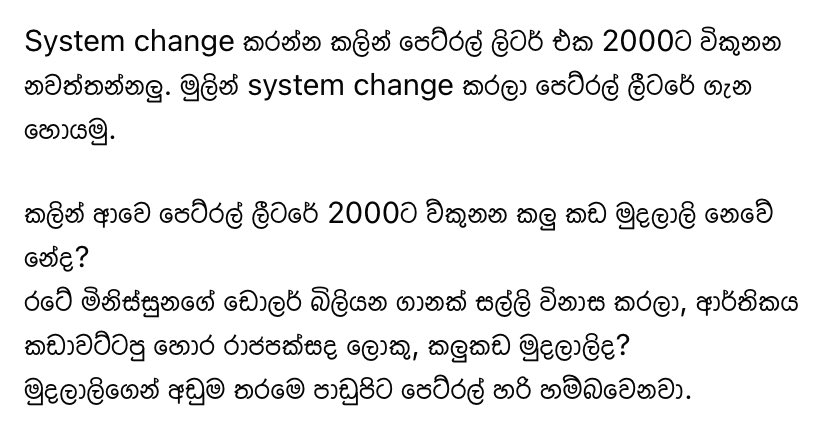 System change කරන්න කලින් පෙට්රල් ලිටර් එක 2000ට විකුනන
නවත්තන්නලු. මුලින් system change කරලා පෙට්රල් ලීටරේ ගැන
හොයමු.
කලින් ආවෙ පෙට්රල් ලීටරේ 2000ට විකුනන කලු කඩ මුදලාලි නෙවේ
නේද?
රටේ මිනිස්සුනගේ ඩොලර් බිලියන ගානක් සල්ලි විනාස කරලා, ආර්තිකය
කඩාවට්ටපු හොර රාජපක්සද ලොකු, කලුකඩ මුදලාලිද?
මුදලාලිගෙන් අඩුම තරමෙ පාඩුපිට පෙට්රල් හරි හම්බවෙනවා.